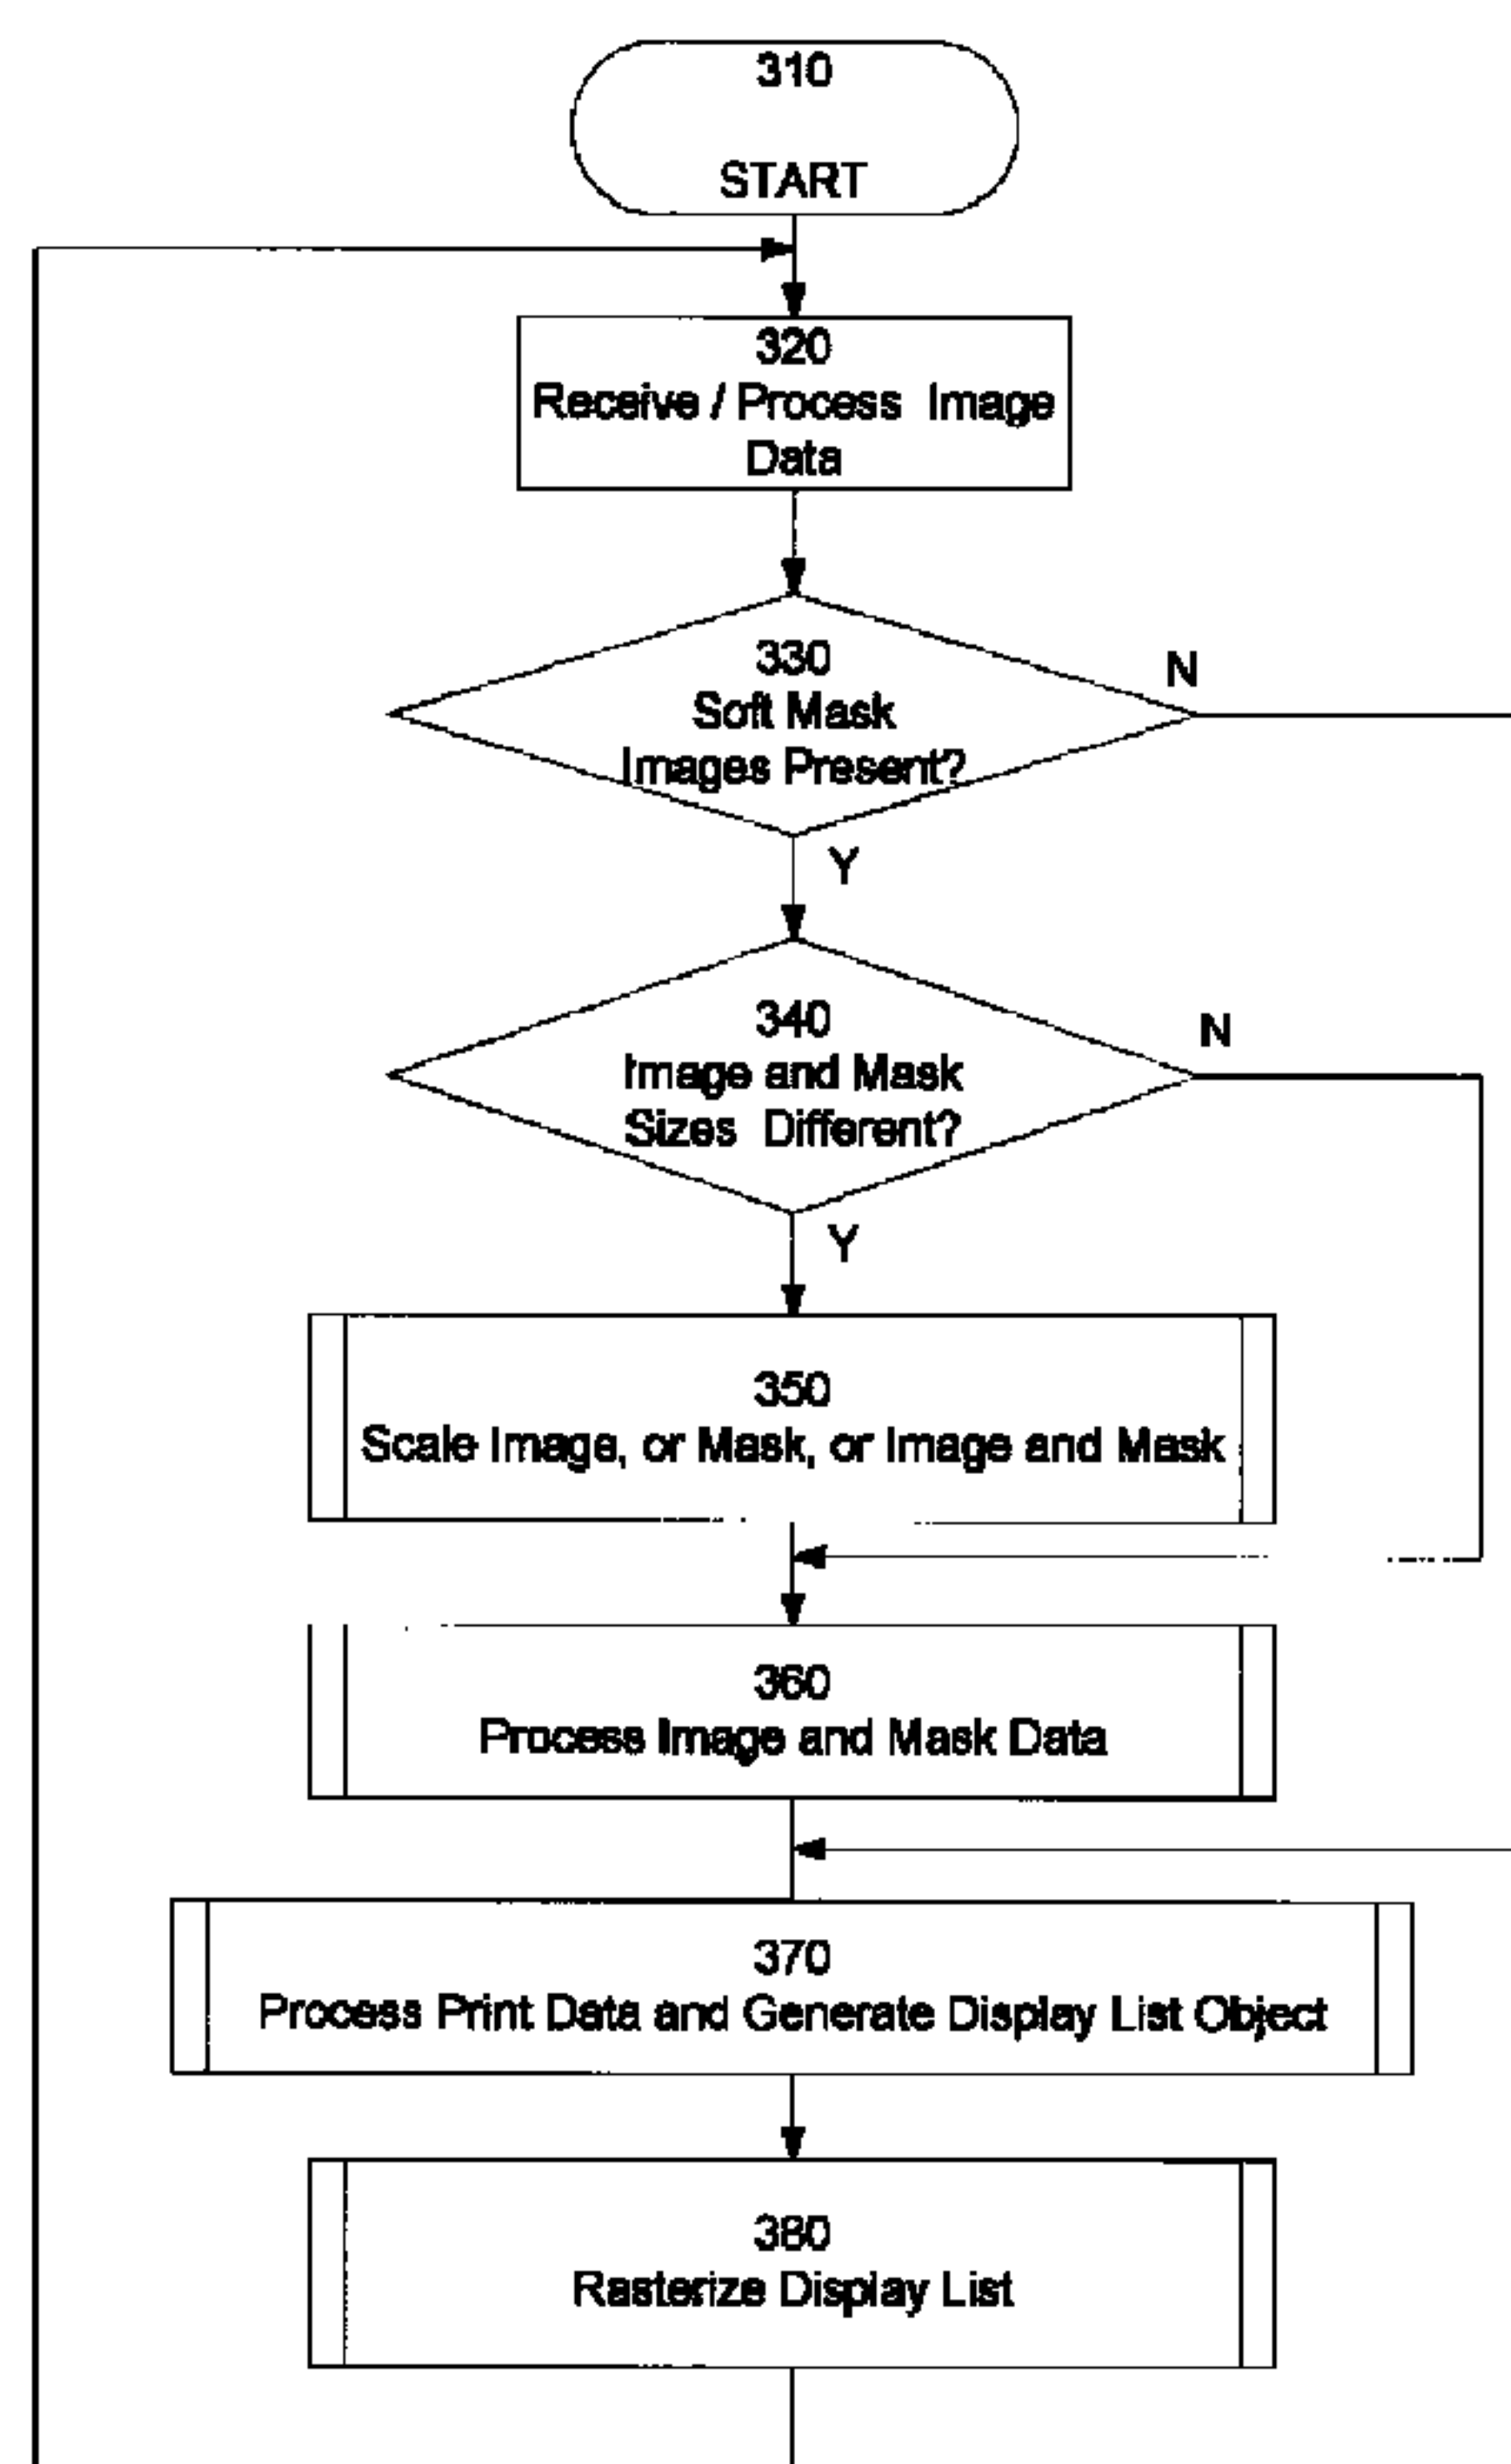 310
START
320
Receive / Process Image
Data
330
Soft Mask
Images Present?
N
Y
340
Image and Mask
Sizes Different?
N
Y
350
Scale Image, or Mask, or Image and Mask
360
Process Image and Mask Data
370
Process Print Data and Generate Display List Object
380
Rasterize Display List